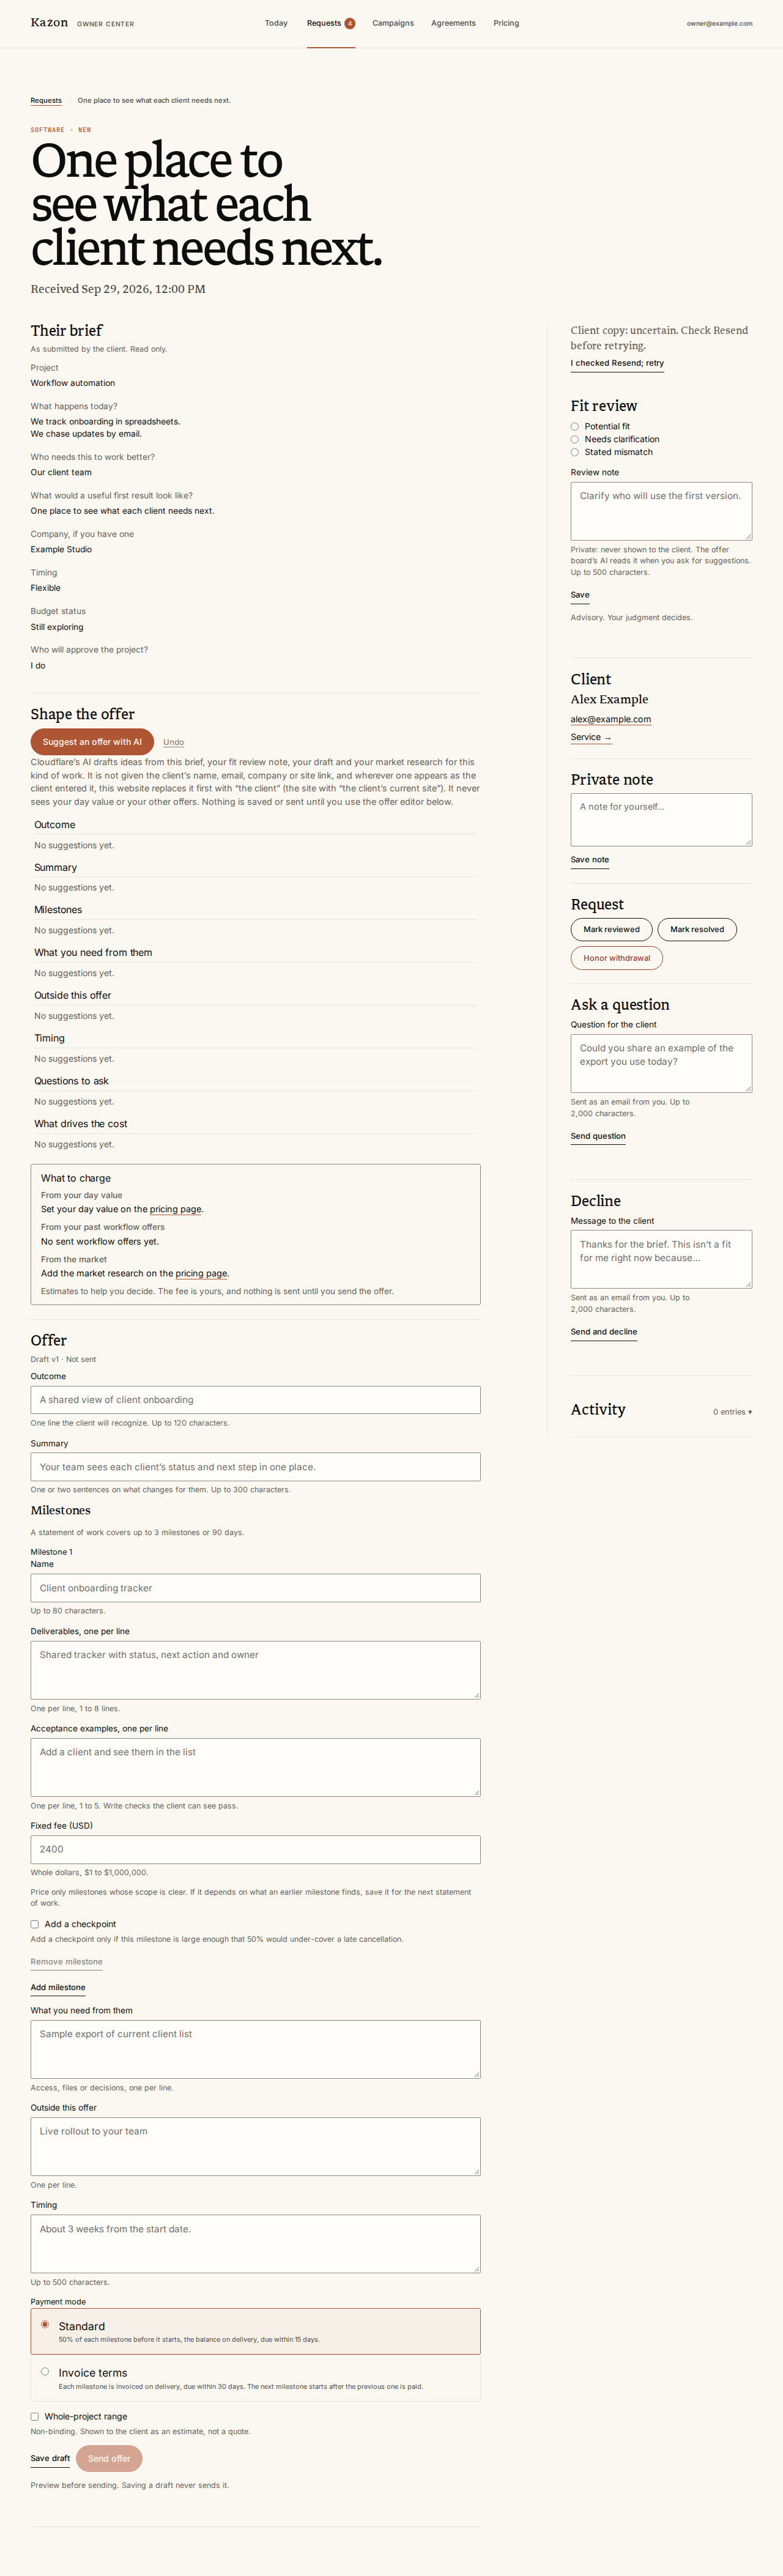 Kazon OWNER CENTER
Today
Requests 4
Campaigns
Agreements
Pricing
owner@example.com
Requests / One place to see what each client needs next.
SOFTWARE · NEW
One place to
see what each
client needs next.
Received Sep 29, 2026, 12:00 PM
Their brief
As submitted by the client. Read only.
Project
Workflow automation
What happens today?
We track onboarding in spreadsheets.
We chase updates by email.
Who needs this to work better?
Our client team
What would a useful first result look like?
One place to see what each client needs next.
Company, if you have one
Example Studio
Timing
Flexible
Budget status
Still exploring
Who will approve the project?
I do
Shape the offer
Suggest an offer with AI
Undo
Cloudflare’s AI drafts ideas from this brief, your fit review note, your draft and your market research for this
kind of work. It is not given the client’s name, email, company or site link, and wherever one appears as the
client entered it, this website replaces it first with “the client” (the site with “the client’s current site”). It never
sees your day value or your other offers. Nothing is saved or sent until you use the offer editor below.
Outcome
No suggestions yet.
Summary
No suggestions yet.
Milestones
No suggestions yet.
What you need from them
No suggestions yet.
Outside this offer
No suggestions yet.
Timing
No suggestions yet.
Questions to ask
No suggestions yet.
What drives the cost
No suggestions yet.
What to charge
From your day value
Set your day value on the pricing page.
From your past workflow offers
No sent workflow offers yet.
From the market
Add the market research on the pricing page.
Estimates to help you decide. The fee is yours, and nothing is sent until you send the offer.
Offer
Draft v1 · Not sent
Outcome
A shared view of client onboarding
One line the client will recognize. Up to 120 characters.
Summary
Your team sees each client’s status and next step in one place.
One or two sentences on what changes for them. Up to 300 characters.
Milestones
A statement of work covers up to 3 milestones or 90 days.
Milestone 1
Name
Client onboarding tracker
Up to 80 characters.
Deliverables, one per line
Shared tracker with status, next action and owner
One per line, 1 to 8 lines.
Acceptance examples, one per line
Add a client and see them in the list
One per line, 1 to 5. Write checks the client can see pass.
Fixed fee (USD)
2400
Whole dollars, $1 to $1,000,000.
Price only milestones whose scope is clear. If it depends on what an earlier milestone finds, save it for the next statement
of work.
Add a checkpoint
Add a checkpoint only if this milestone is large enough that 50% would under-cover a late cancellation.
Remove milestone
Add milestone
What you need from them
Sample export of current client list
Access, files or decisions, one per line.
Outside this offer
Live rollout to your team
One per line.
Timing
About 3 weeks from the start date.
Up to 500 characters.
Payment mode
Standard
50% of each milestone before it starts, the balance on delivery, due within 15 days.
Invoice terms
Each milestone is invoiced on delivery, due within 30 days. The next milestone starts after the previous one is paid.
Whole-project range
Non-binding. Shown to the client as an estimate, not a quote.
Save draft
Send offer
Preview before sending. Saving a draft never sends it.
Client copy: uncertain. Check Resend
before retrying.
I checked Resend; retry
Fit review
Potential fit
Needs clarification
Stated mismatch
Review note
Clarify who will use the first version.
Private: never shown to the client. The offer
board’s AI reads it when you ask for suggestions.
Up to 500 characters.
Save
Advisory. Your judgment decides.
Client
Alex Example
alex@example.com
Service →
Private note
A note for yourself…
Save note
Request
Mark reviewed
Mark resolved
Honor withdrawal
Ask a question
Question for the client
Could you share an example of the
export you use today?
Sent as an email from you. Up to
2,000 characters.
Send question
Decline
Message to the client
Thanks for the brief. This isn’t a fit
for me right now because…
Sent as an email from you. Up to
2,000 characters.
Send and decline
Activity
0 entries ▾